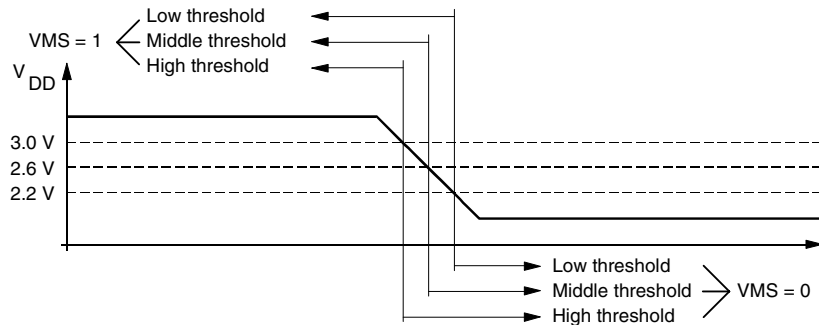 Low threshold
VMS = 1
Middle threshold
High threshold
VDD
3.0 V
2.6 V
2.2 V
Low threshold
Middle threshold
VMS = 0
High threshold